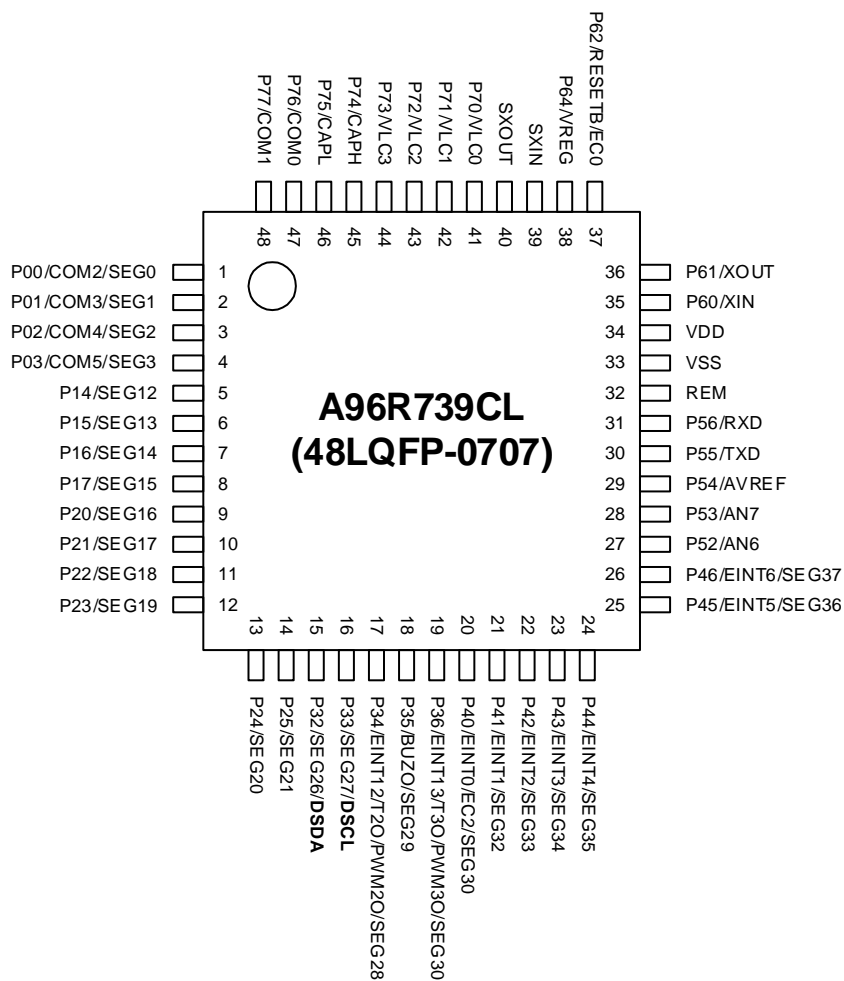 P77/COM1
P76/COM0
P75/CAPL
P74/CAPH
P73/VLC3
P72/VLC2
P71/VLC1
P70/VLC0
SXOUT
SXIN
P64/VREG
P62/RESETB/EC0
48
47
46
45
44
43
42
41
40
39
38
37
P00/COM2/SEG0 1
P01/COM3/SEG1 2
P02/COM4/SEG2 3
P03/COM5/SEG3 4
P14/SEG12 5
P15/SEG13 6
P16/SEG14 7
P17/SEG15 8
P20/SEG16 9
P21/SEG17 10
P22/SEG18 11
P23/SEG19 12
A96R739CL
(48LQFP-0707)
36 P61/XOUT
35 P60/XIN
34 VDD
33 VSS
32 REM
31 P56/RXD
30 P55/TXD
29 P54/AVREF
28 P53/AN7
27 P52/AN6
26 P46/EINT6/SEG37
25 P45/EINT5/SEG36
13
14
15
16
17
18
19
20
21
22
23
24
P24/SEG20
P25/SEG21
P32/SEG26/DSDA
P33/SEG27/DSCL
P34/EINT12/T2O/PWM2O/SEG28
P35/BUZO/SEG29
P36/EINT13/T3O/PWM3O/SEG30
P40/EINT0/EC2/SEG30
P41/EINT1/SEG32
P42/EINT2/SEG33
P43/EINT3/SEG34
P44/EINT4/SEG35